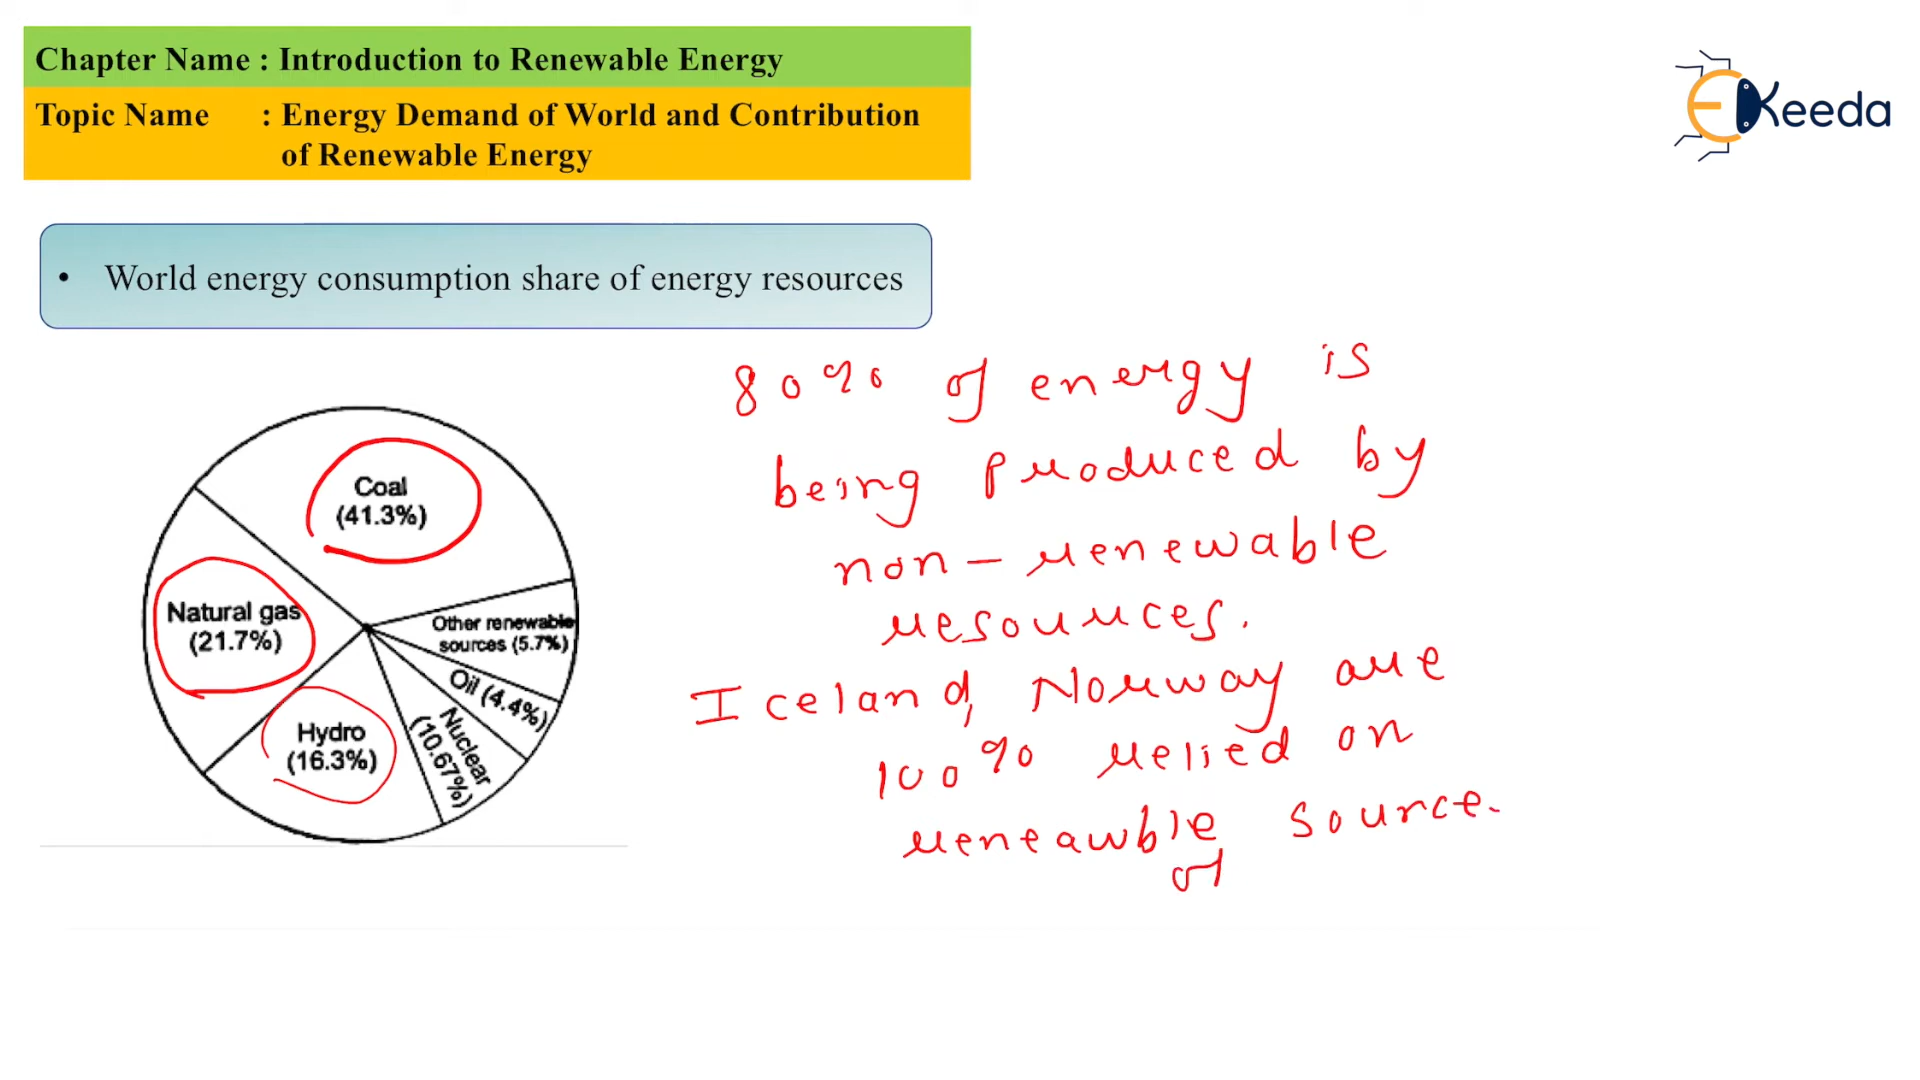 Chapter Name : Introduction to Renewable Energy
Topic Name : Energy Demand of World and Contribution
of Renewable Energy
EKeeda
• World energy consumption share of energy resources
Coal
(41.3%)
Natural gas
(21.7%)
Hydro
(16.3%)
Nuclear
(10.67%)
Oil (4.4%)
Other renewable
sources (5.7%)
80% of energy is
being produced by
non-renewable
resources.
Iceland, Norway are
100% relied on
reneawble source.
of